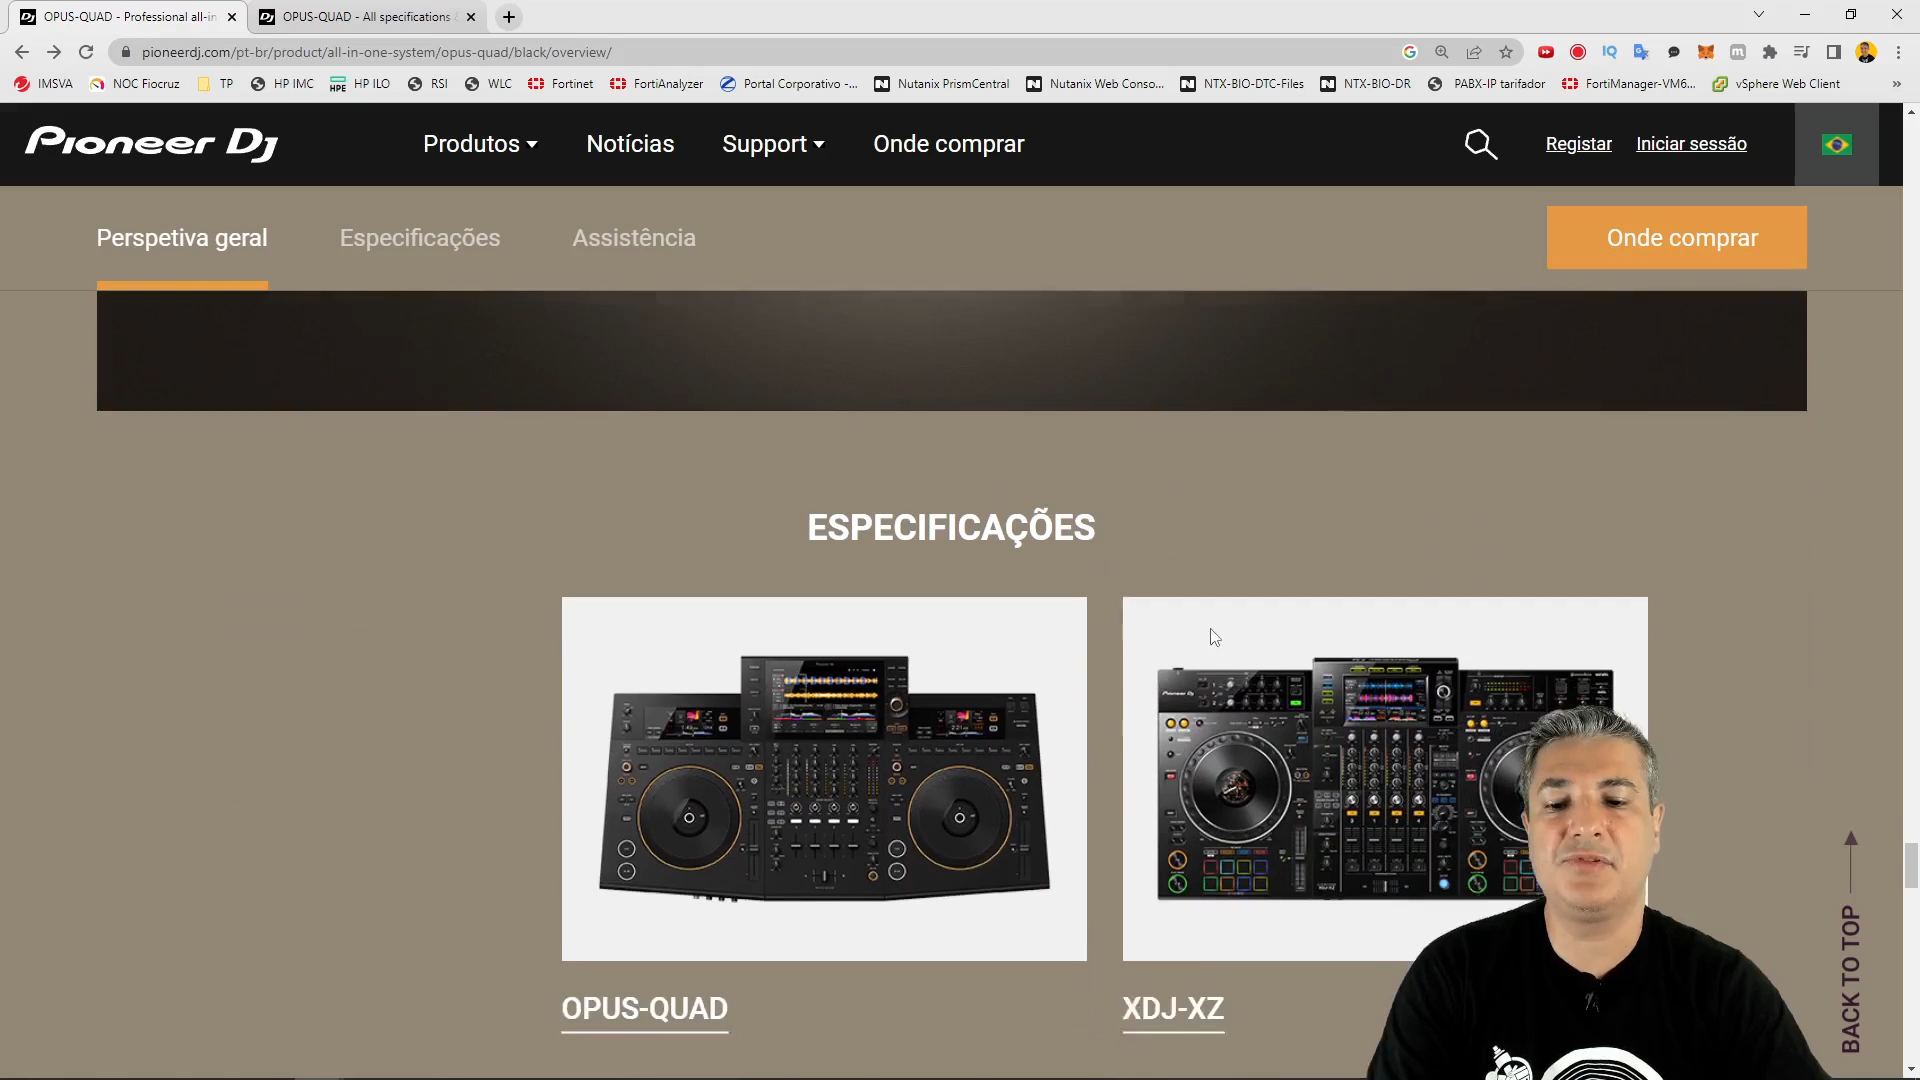 OPUS-QUAD - Professional all-in
OPUS-QUAD - All specifications
pioneerdj.com/pt-br/product/all-in-one-system/opus-quad/black/overview/
IMSVA
NOC Fiocruz
TP
HP IMC
HP ILO
RSI
WLC
Fortinet
FortiAnalyzer
Portal Corporativo -...
Nutanix PrismCentral
Nutanix Web Conso...
NTX-BIO-DTC-Files
NTX-BIO-DR
PABX-IP tarifador
FortiManager-VM6...
vSphere Web Client
»
Pioneer Dj
Produtos
Notícias
Support
Onde comprar
Registar
Iniciar sessão
Perspetiva geral
Especificações
Assistência
Onde comprar
ESPECIFICAÇÕES
OPUS-QUAD
XDJ-XZ
BACK TO TOP